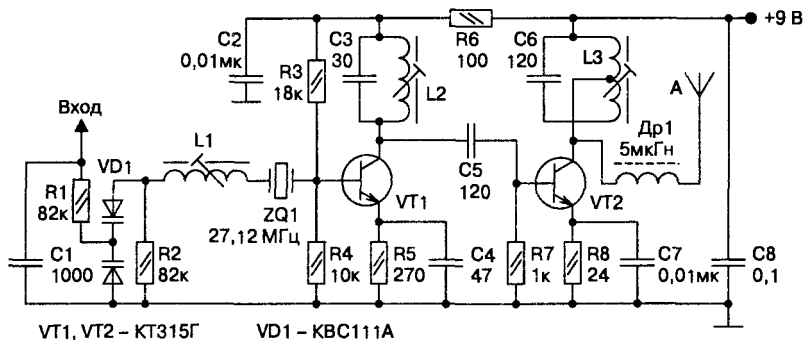 +9 В
C2
0,01мк
C3
30
R6
100
C6
120
L3
R3
18к
L2
A
Др1
5мкГн
Вход
VD1
L1
C5
120
R1
82к
VT1
VT2
ZQ1
27,12 МГц
C1
1000
R2
82к
R4
10к
R5
270
C4
47
R7
1к
R8
24
C7
0,01мк
C8
0,1
VT1, VT2 – КТ315Г
VD1 – КВС111А